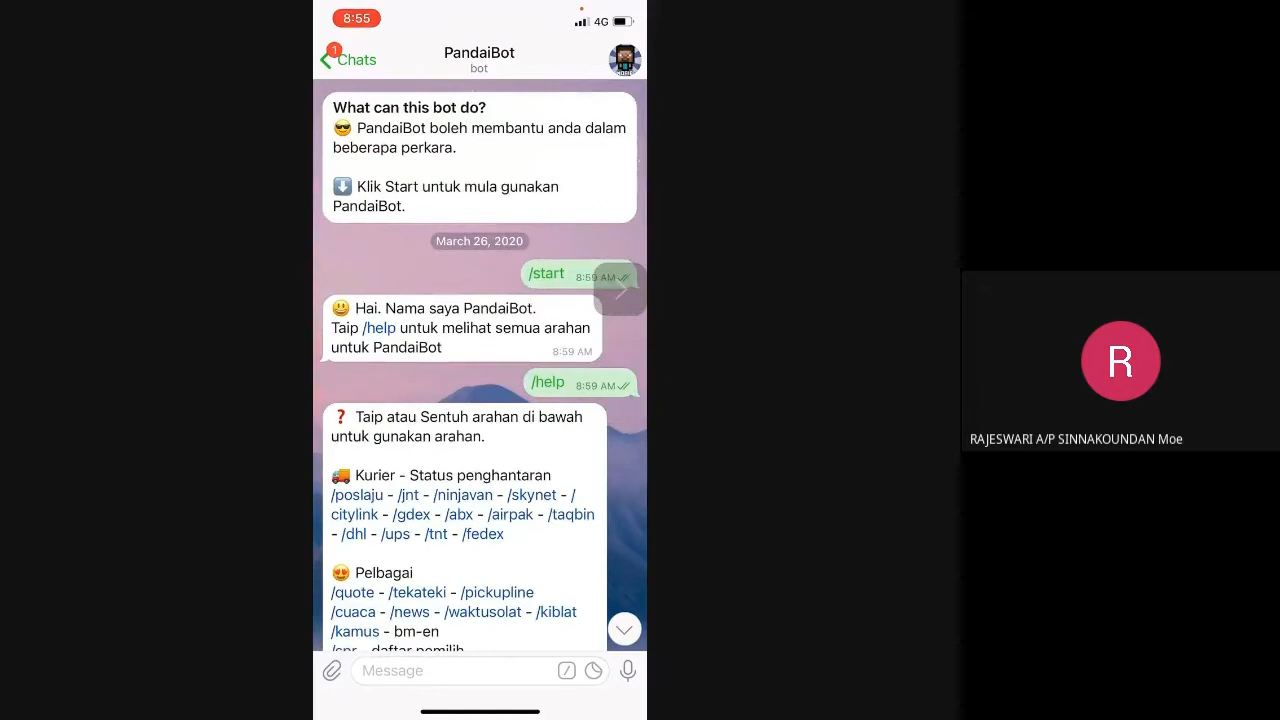 8:55
4G
1
Chats
PandaiBot
bot
What can this bot do?
😎 PandaiBot boleh membantu anda dalam
beberapa perkara.
⬇️ Klik Start untuk mula gunakan
PandaiBot.
March 26, 2020
/start 8:59 AM
😃 Hai. Nama saya PandaiBot.
Taip /help untuk melihat semua arahan
untuk PandaiBot 8:59 AM
/help 8:59 AM
❓ Taip atau Sentuh arahan di bawah
untuk gunakan arahan.
🚚 Kurier - Status penghantaran
/poslaju - /jnt - /ninjavan - /skynet - /
citylink - /gdex - /abx - /airpak - /taqbin
- /dhl - /ups - /tnt - /fedex
😍 Pelbagai
/quote - /tekateki - /pickupline
/cuaca - /news - /waktusolat - /kiblat
/kamus - bm-en
/spr - daftar pemilih
Message
R
RAJESWARI A/P SINNAKOUNDAN Moe